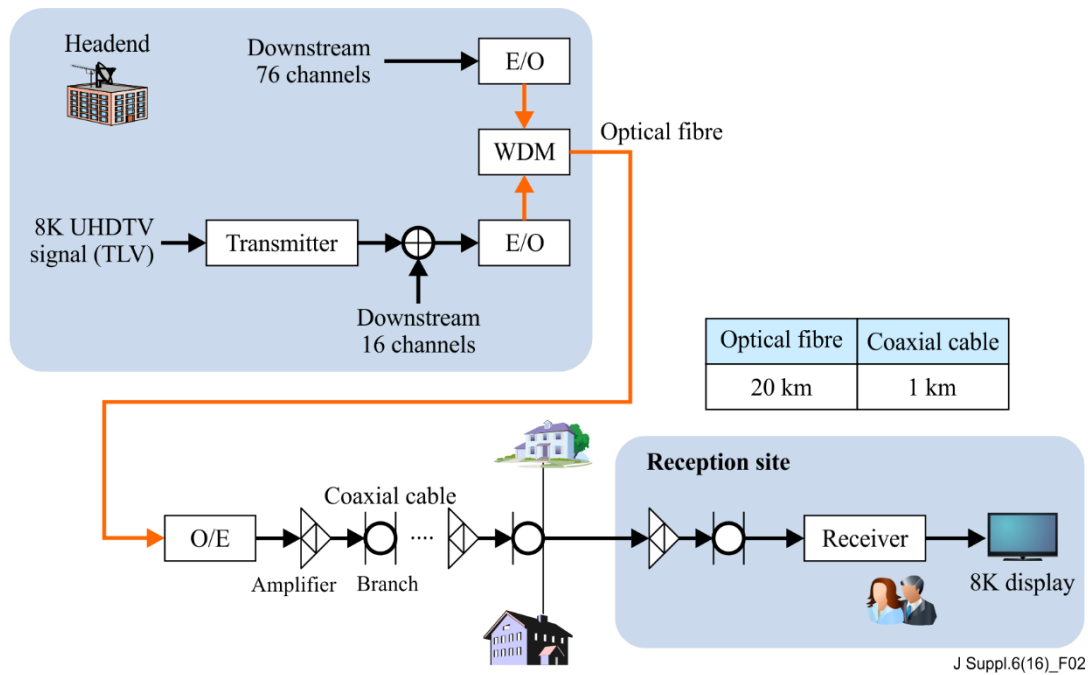 Headend
Downstream
76 channels
E/O
WDM
Optical fibre
8K UHDTV
signal (TLV)
Transmitter
E/O
Downstream
16 channels
Optical fibre
Coaxial cable
20 km
1 km
Reception site
Coaxial cable
O/E
....
Receiver
Amplifier
Branch
8K display
J Suppl.6(16)_F02